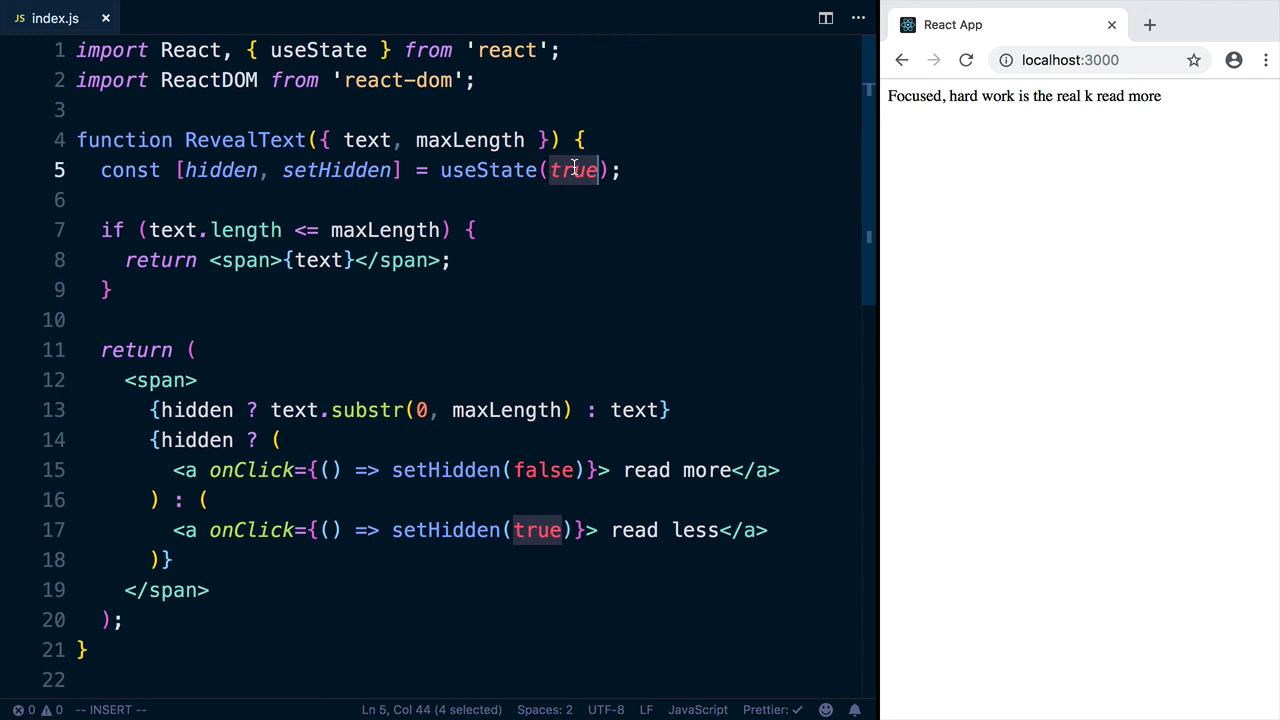 JS index.js ×
1 import React, { useState } from 'react';
2 import ReactDOM from 'react-dom';
3
4 function RevealText({ text, maxLength }) {
5   const [hidden, setHidden] = useState(true);
6
7   if (text.length <= maxLength) {
8     return <span>{text}</span>;
9   }
10
11   return (
12     <span>
13       {hidden ? text.substr(0, maxLength) : text}
14       {hidden ? (
15         <a onClick={() => setHidden(false)}> read more</a>
16       ) : (
17         <a onClick={() => setHidden(true)}> read less</a>
18       )}
19     </span>
20   );
21 }
22
0 0 -- INSERT -- Ln 5, Col 44 (4 selected) Spaces: 2 UTF-8 LF JavaScript Prettier: ✓
React App
localhost:3000
Focused, hard work is the real k read more